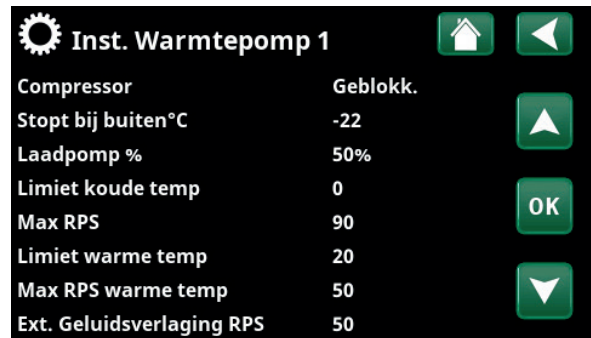 Inst. Warmtepomp 1
Compressor Geblokk.
Stopt bij buiten°C -22
Laadpomp % 50%
Limiet koude temp 0
Max RPS 90
OK
Limiet warme temp 20
Max RPS warme temp 50
Ext. Geluidsverlaging RPS 50